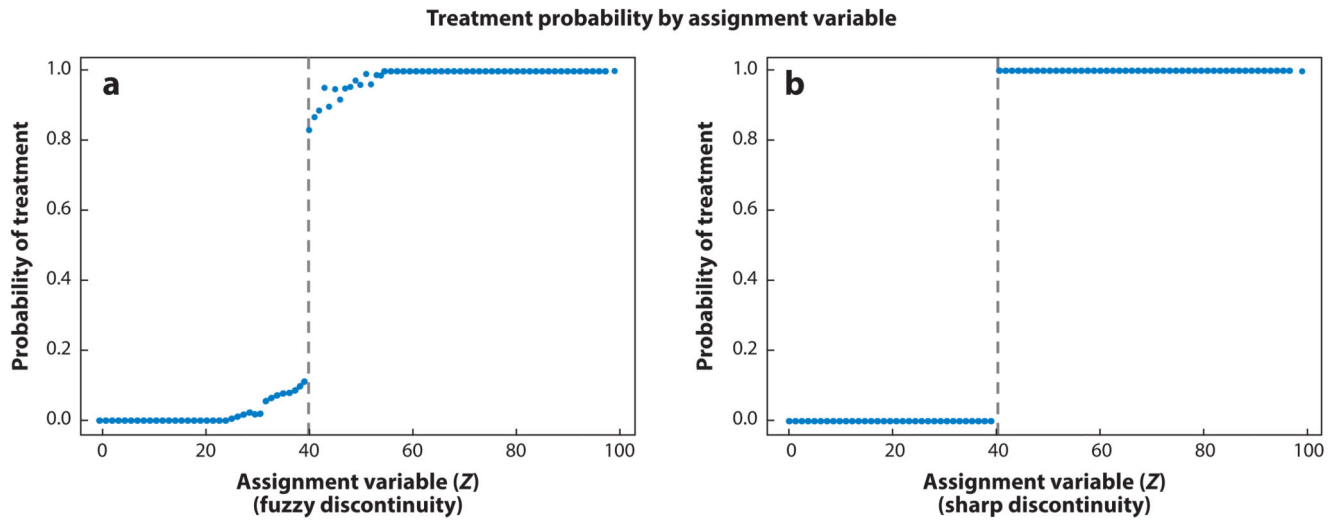 Treatment probability by assignment variable
a
Probability of treatment
1.0
0.8
0.6
0.4
0.2
0.0
0 20 40 60 80 100
Assignment variable (Z)
(fuzzy discontinuity)
b
Probability of treatment
1.0
0.8
0.6
0.4
0.2
0.0
0 20 40 60 80 100
Assignment variable (Z)
(sharp discontinuity)